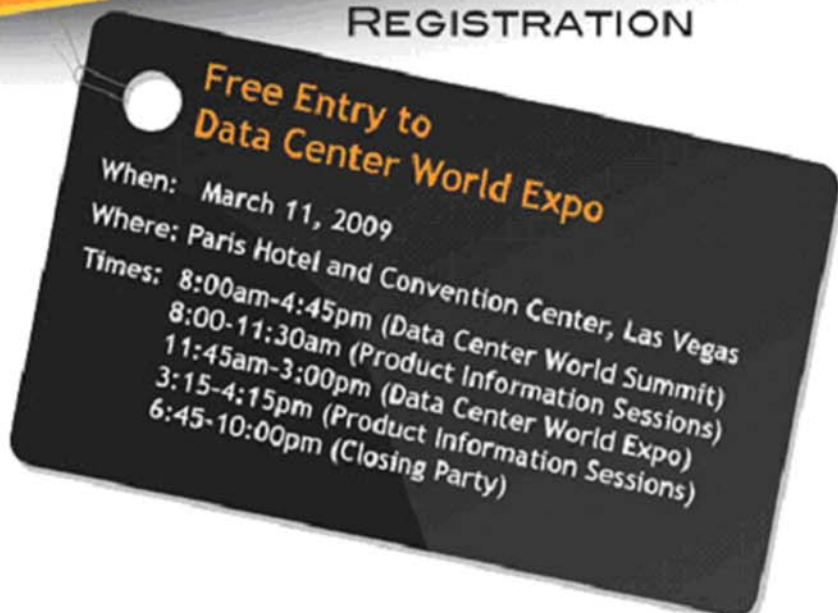 REGISTRATION
Free Entry to
Data Center World Expo
When: March 11, 2009
Where: Paris Hotel and Convention Center, Las Vegas
Times: 8:00am-4:45pm (Data Center World Summit)
8:00-11:30am (Product Information Sessions)
11:45am-3:00pm (Data Center World Expo)
3:15-4:15pm (Product Information Sessions)
6:45-10:00pm (Closing Party)